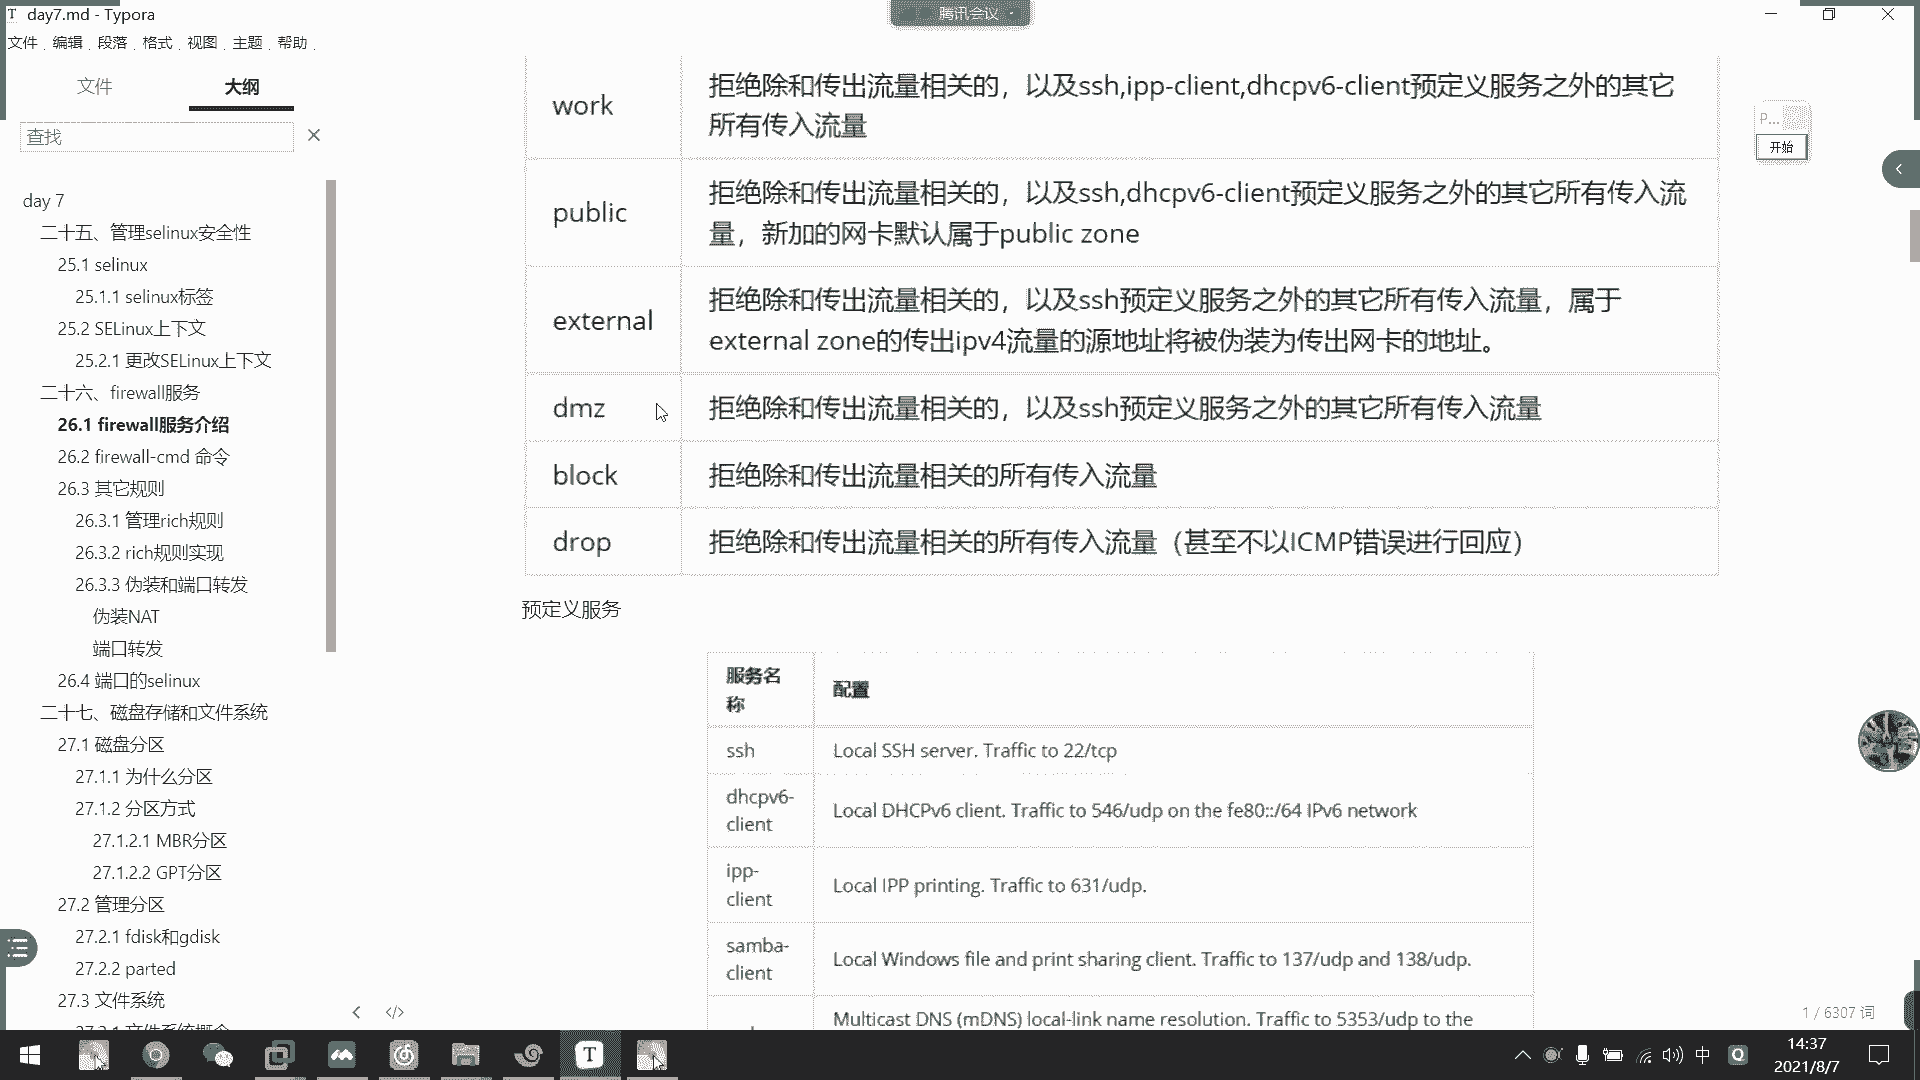 day7.md - Typora
腾讯会议
文件 编辑 段落 格式 视图 主题 帮助
文件
大纲
查找
day 7
二十五、管理selinux安全性
25.1 selinux
25.1.1 selinux标签
25.2 SELinux上下文
25.2.1 更改SELinux上下文
二十六、firewall服务
26.1 firewall服务介绍
26.2 firewall-cmd 命令
26.3 其它规则
26.3.1 管理rich规则
26.3.2 rich规则实现
26.3.3 伪装和端口转发
伪装NAT
端口转发
26.4 端口的selinux
二十七、磁盘存储和文件系统
27.1 磁盘分区
27.1.1 为什么分区
27.1.2 分区方式
27.1.2.1 MBR分区
27.1.2.2 GPT分区
27.2 管理分区
27.2.1 fdisk和gdisk
27.2.2 parted
27.3 文件系统
27.3.1 文件系统概念
work
拒绝除和传出流量相关的，以及ssh,ipp-client,dhcpv6-client预定义服务之外的其它
所有传入流量
public
拒绝除和传出流量相关的，以及ssh,dhcpv6-client预定义服务之外的其它所有传入流
量，新加的网卡默认属于public zone
external
拒绝除和传出流量相关的，以及ssh预定义服务之外的其它所有传入流量，属于
external zone的传出ipv4流量的源地址将被伪装为传出网卡的地址。
dmz
拒绝除和传出流量相关的，以及ssh预定义服务之外的其它所有传入流量
block
拒绝除和传出流量相关的所有传入流量
drop
拒绝除和传出流量相关的所有传入流量（甚至不以ICMP错误进行回应）
预定义服务
服务名
称
配置
ssh
Local SSH server. Traffic to 22/tcp
dhcpv6-
client
Local DHCPv6 client. Traffic to 546/udp on the fe80::/64 IPv6 network
ipp-
client
Local IPP printing. Traffic to 631/udp.
samba-
client
Local Windows file and print sharing client. Traffic to 137/udp and 138/udp.
Multicast DNS (mDNS) local-link name resolution. Traffic to 5353/udp to the
P...
开始
1 / 6307 词
中
14:37
2021/8/7